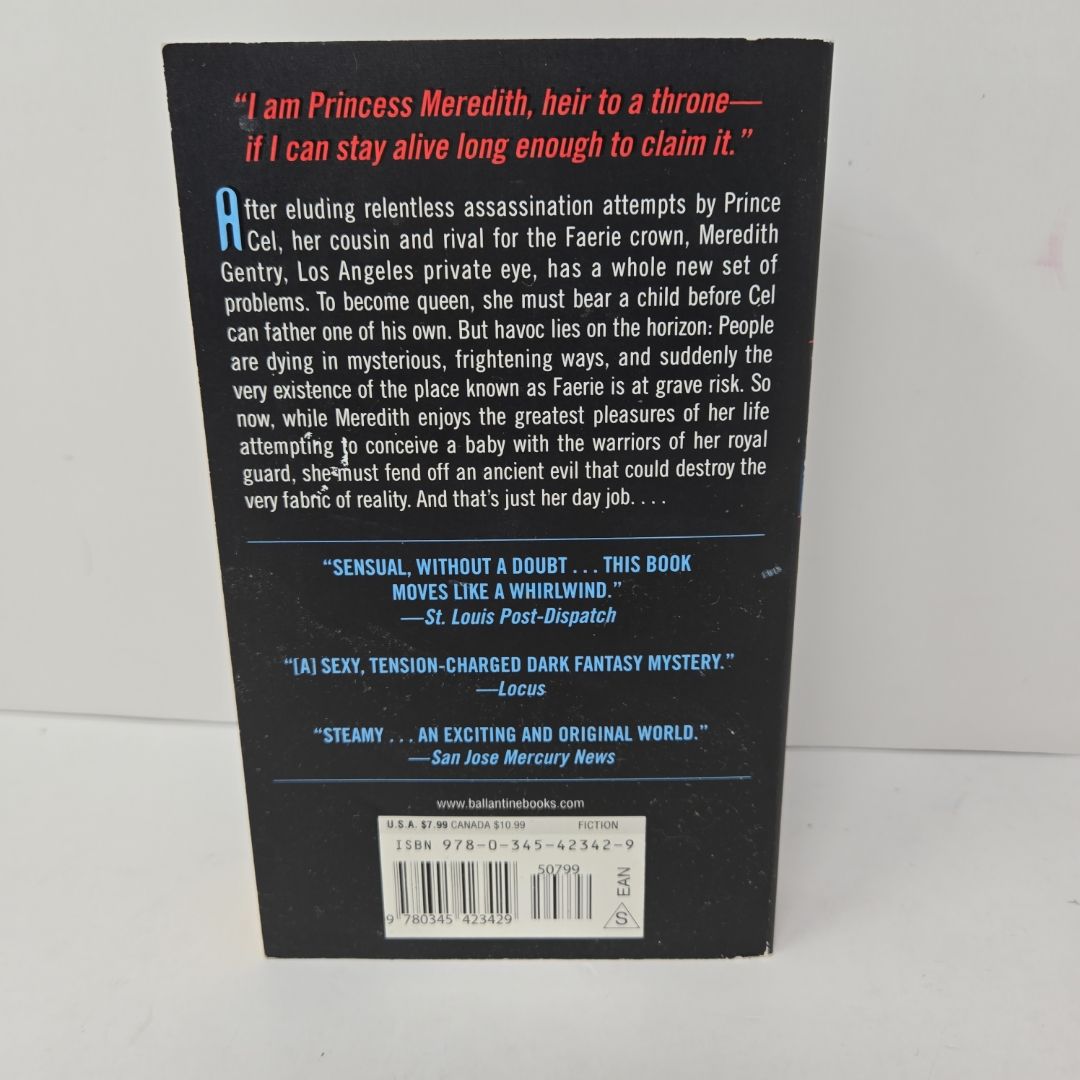 “I am Princess Meredith, heir to a throne—
if I can stay alive long enough to claim it.”
After eluding relentless assassination attempts by Prince
Cel, her cousin and rival for the Faerie crown, Meredith
Gentry, Los Angeles private eye, has a whole new set of
problems. To become queen, she must bear a child before Cel
can father one of his own. But havoc lies on the horizon: People
are dying in mysterious, frightening ways, and suddenly the
very existence of the place known as Faerie is at grave risk. So
now, while Meredith enjoys the greatest pleasures of her life
attempting to conceive a baby with the warriors of her royal
guard, she must fend off an ancient evil that could destroy the
very fabric of reality. And that’s just her day job. . . .
“SENSUAL, WITHOUT A DOUBT . . . THIS BOOK
MOVES LIKE A WHIRLWIND.”
—St. Louis Post-Dispatch
“[A] SEXY, TENSION-CHARGED DARK FANTASY MYSTERY.”
—Locus
“STEAMY . . . AN EXCITING AND ORIGINAL WORLD.”
—San Jose Mercury News
www.ballantinebooks.com
U.S.A. $7.99 CANADA $10.99 FICTION
ISBN 978-0-345-42342-9
50799
EAN
S
9 780345 423429